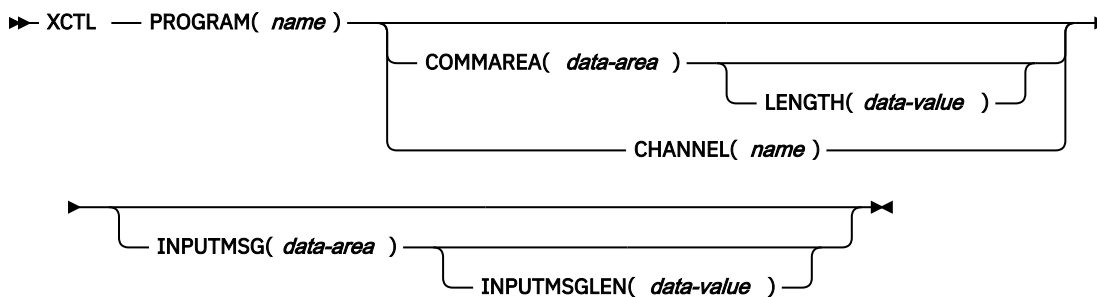 XCTL PROGRAM( name )
COMMAREA( data-area )
LENGTH( data-value )
CHANNEL( name )
INPUTMSG( data-area )
INPUTMSGLEN( data-value )